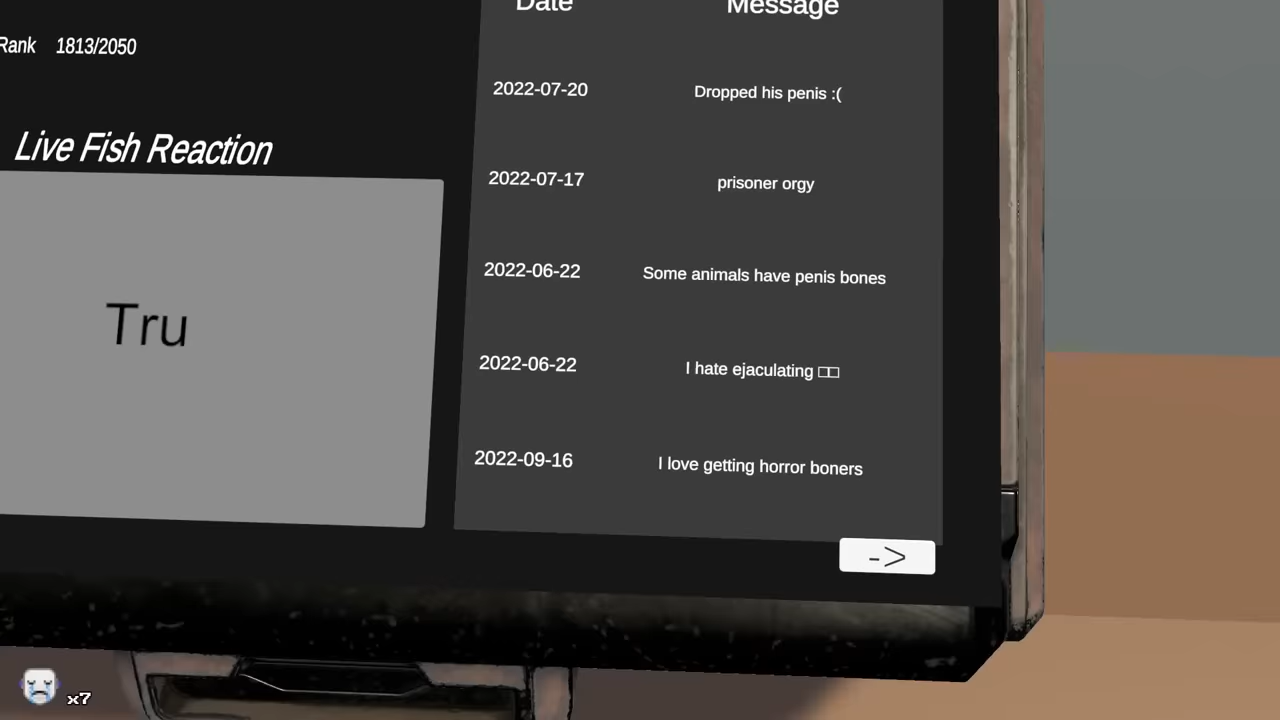 Date Message
Rank 1813/2050
2022-07-20 Dropped his penis :(
Live Fish Reaction
2022-07-17 prisoner orgy
2022-06-22 Some animals have penis bones
Tru
2022-06-22 I hate ejaculating □□
2022-09-16 I love getting horror boners
->
x7